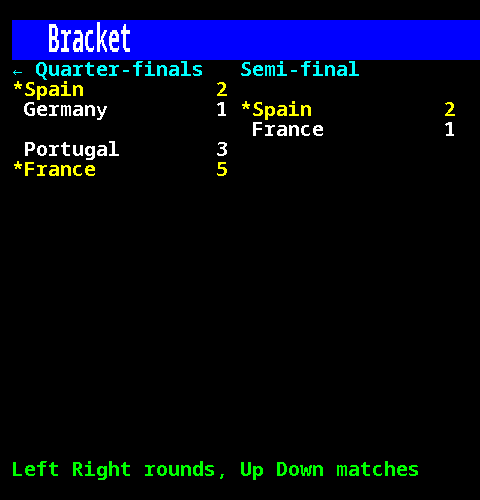 Bracket
← Quarter-finals   Semi-final
*Spain           2
 Germany         1 *Spain           2
                    France          1
 Portugal        3
*France          5
Left Right rounds, Up Down matches